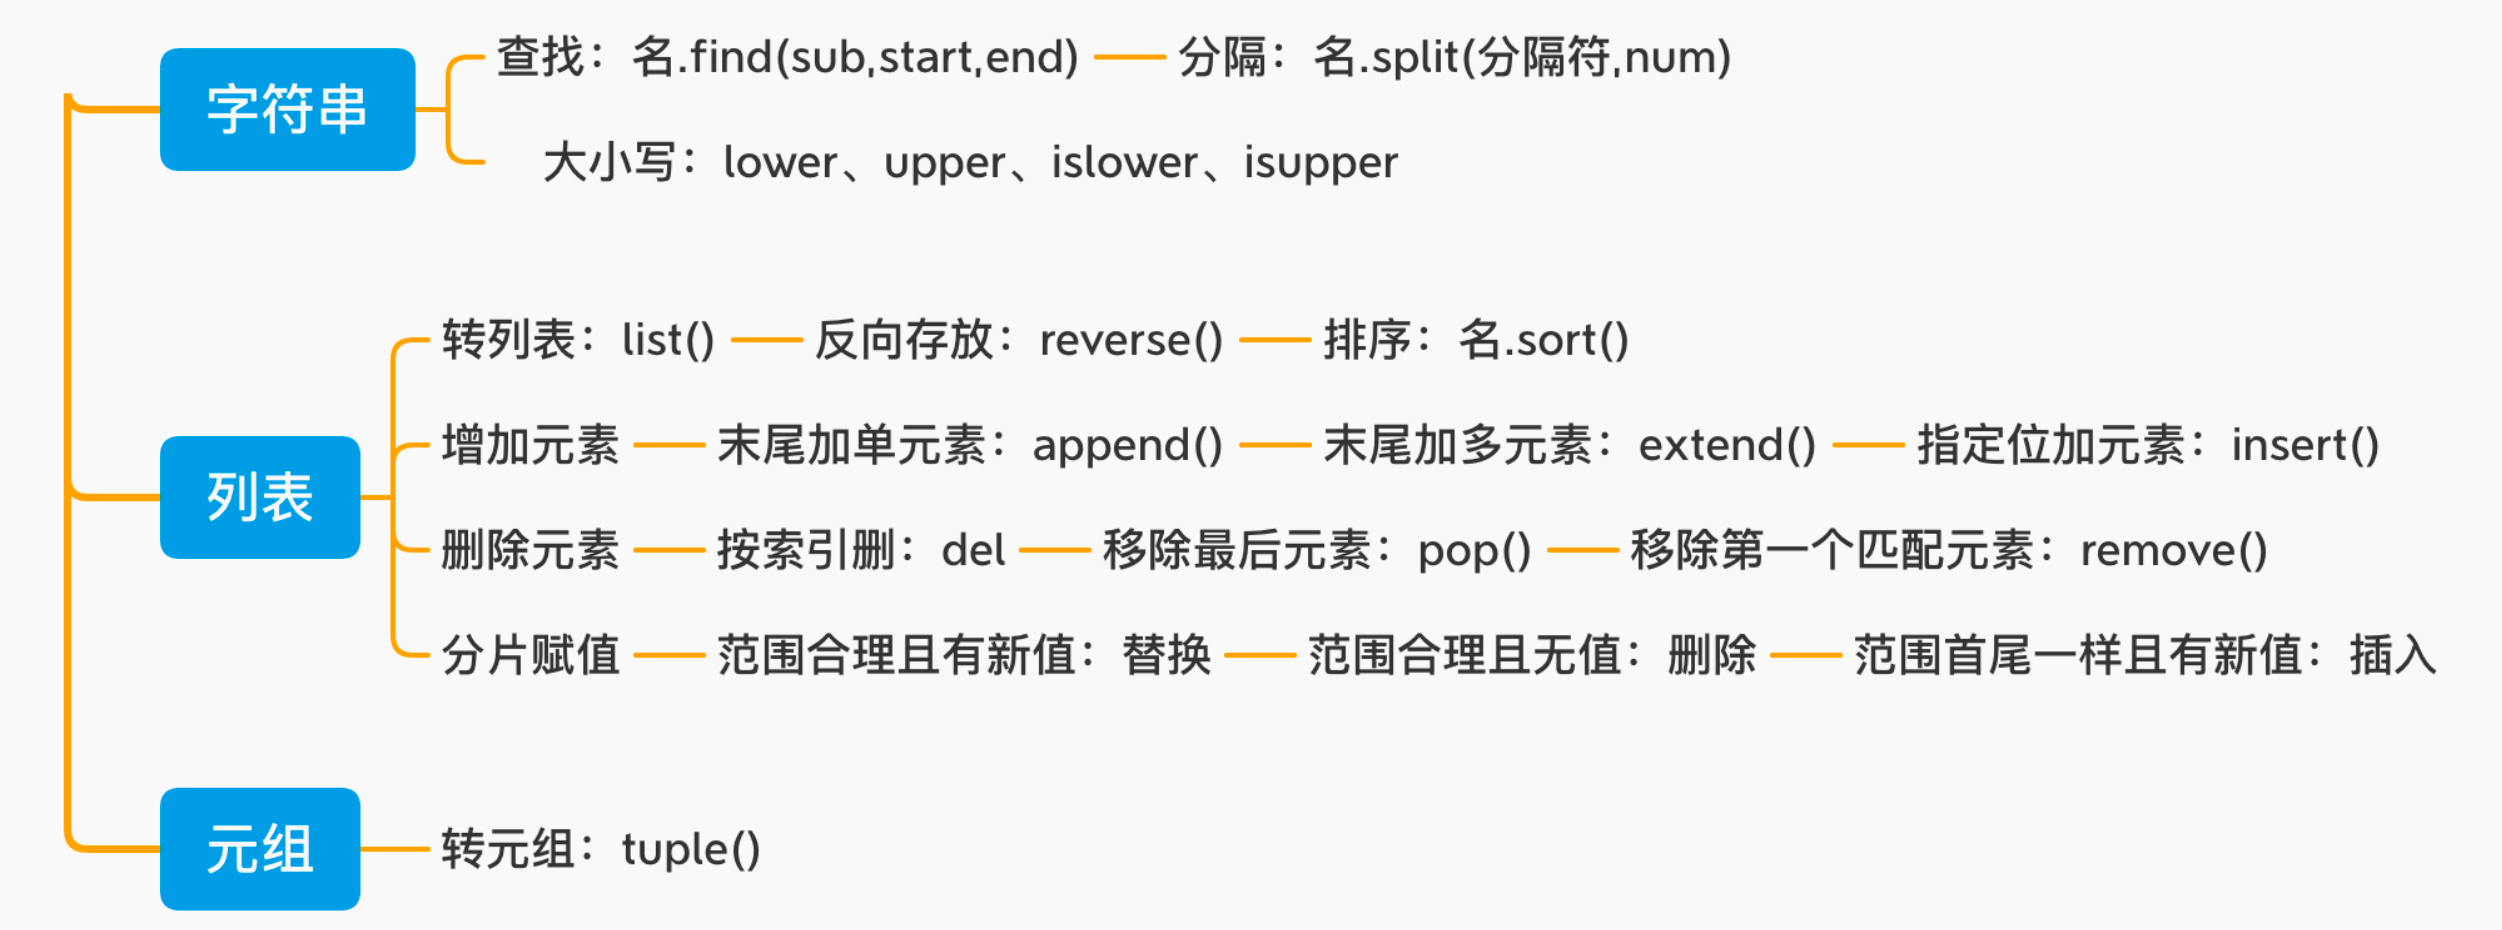 字符串
查找： 名.find(sub,start,end) 分隔： 名.split(分隔符,num)
大小写：lower、upper、islower、isupper
列表
转列表：list() 反向存放：reverse() 排序： 名.sort()
增加元素 末尾加单元素：append() 末尾加多元素：extend() 指定位加元素：insert()
删除元素 按索引删：del 移除最后元素：pop() 移除第一个匹配元素：remove()
分片赋值 范围合理且有新值：替换 范围合理且无值：删除 范围首尾一样且有新值：插入
元组
转元组：tuple()